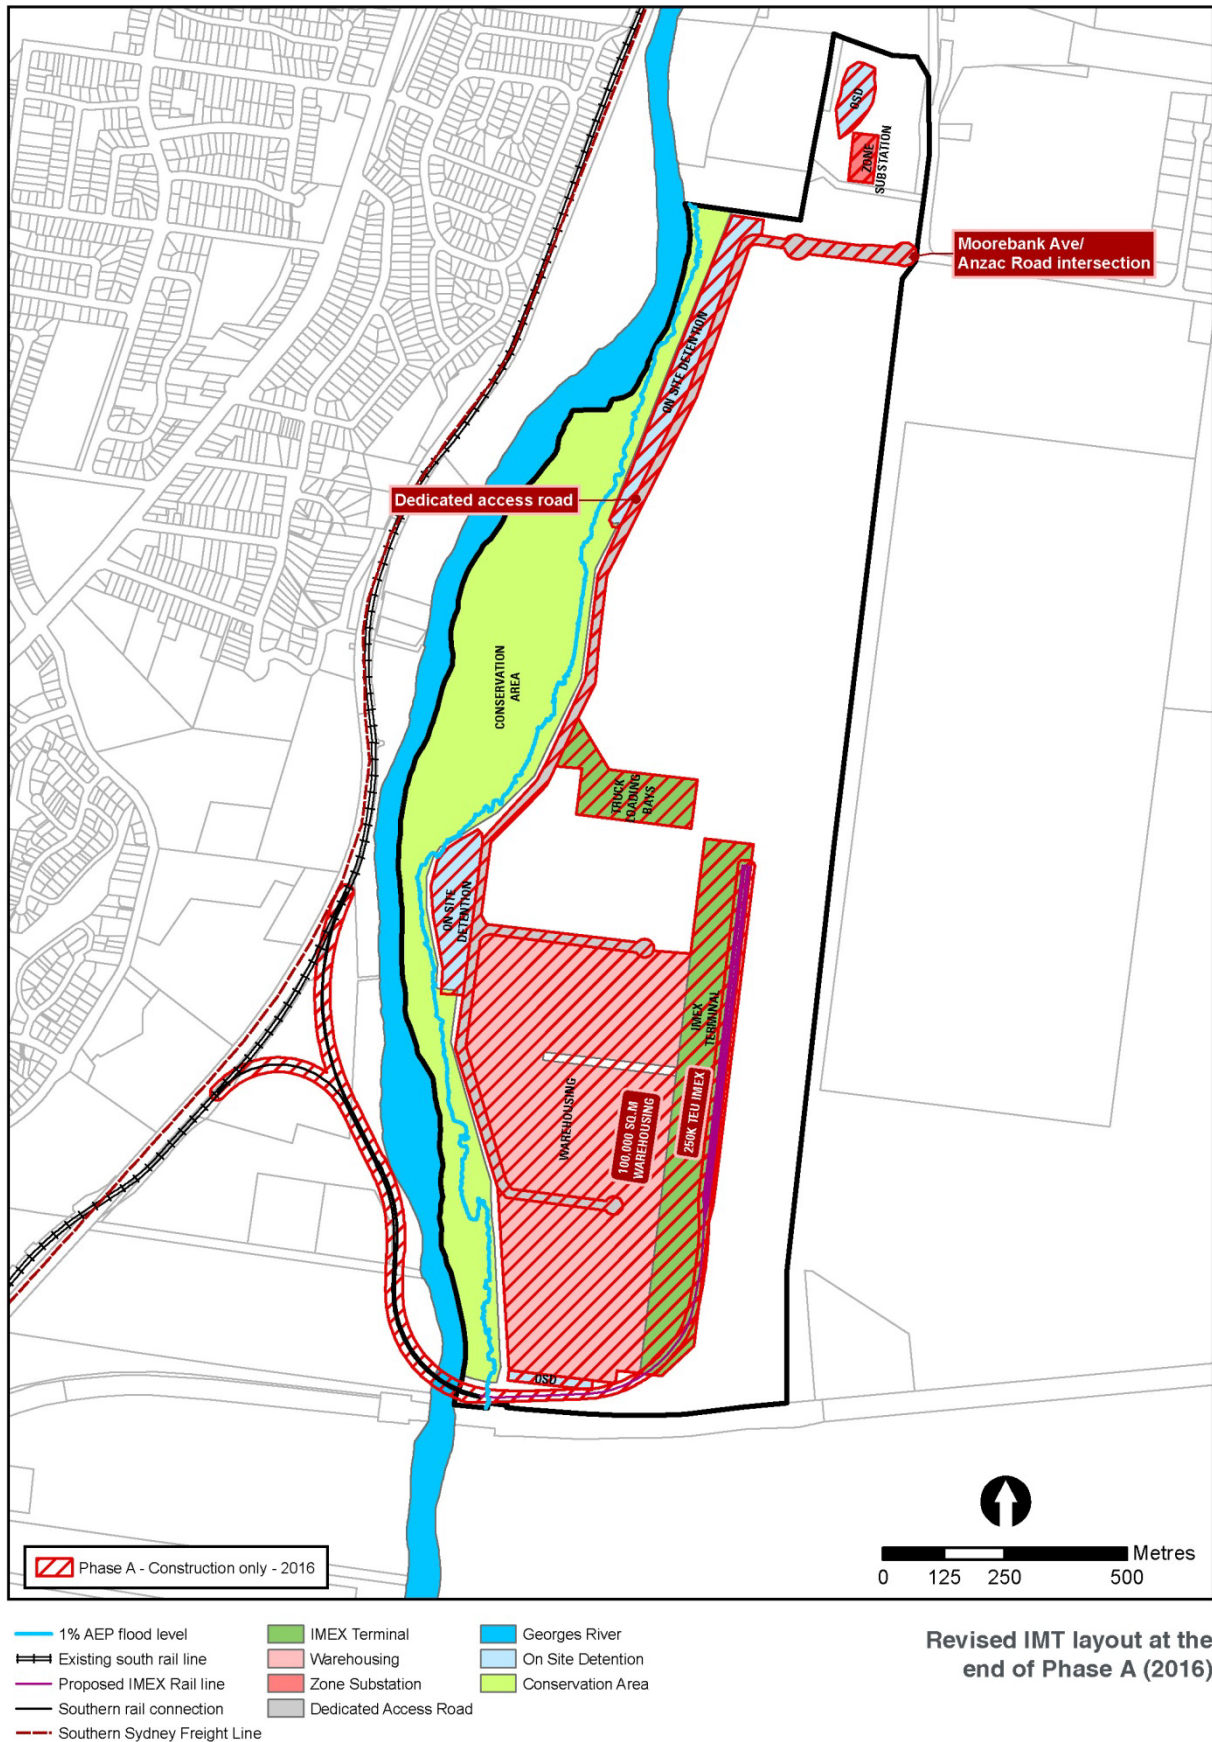 OSD
ZONE
SUBSTATION
Moorebank Ave/
Anzac Road intersection
ON SITE DETENTION
Dedicated access road
CONSERVATION
AREA
TRUCK
LOADING
BAYS
ON SITE
DETENTION
IMEX
TERMINAL
WAREHOUSING
100,000 SQ.M
WAREHOUSING
250K TEU IMEX
OSD
Phase A - Construction only - 2016
Metres
0 125 250 500
1% AEP flood level
Existing south rail line
Proposed IMEX Rail line
Southern rail connection
Southern Sydney Freight Line
IMEX Terminal
Warehousing
Zone Substation
Dedicated Access Road
Georges River
On Site Detention
Conservation Area
Revised IMT layout at the
end of Phase A (2016)